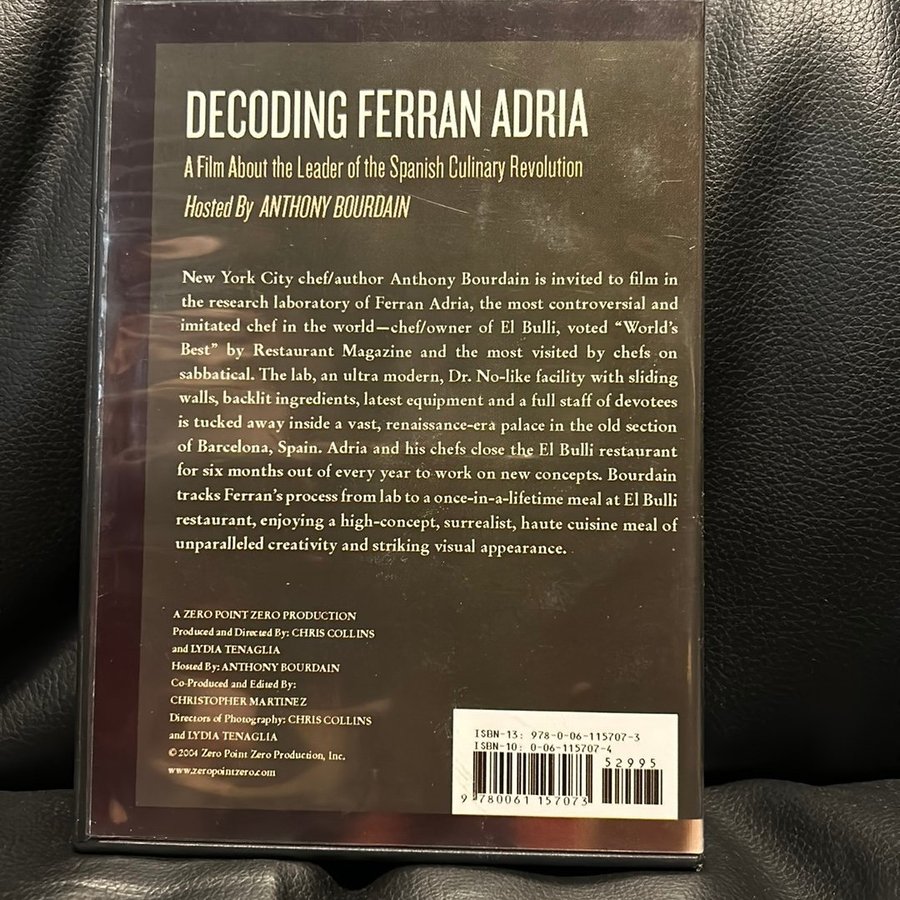 DECODING FERRAN ADRIA
A Film About the Leader of the Spanish Culinary Revolution
Hosted By ANTHONY BOURDAIN
New York City chef/author Anthony Bourdain is invited to film in
the research laboratory of Ferran Adria, the most controversial and
imitated chef in the world—chef/owner of El Bulli, voted “World’s
Best” by Restaurant Magazine and the most visited by chefs on
sabbatical. The lab, an ultra modern, Dr. No-like facility with sliding
walls, backlit ingredients, latest equipment and a full staff of devotees
is tucked away inside a vast, renaissance-era palace in the old section
of Barcelona, Spain. Adria and his chefs close the El Bulli restaurant
for six months out of every year to work on new concepts. Bourdain
tracks Ferran’s process from lab to a once-in-a-lifetime meal at El Bulli
restaurant, enjoying a high-concept, surrealist, haute cuisine meal of
unparalleled creativity and striking visual appearance.
A ZERO POINT ZERO PRODUCTION
Produced and Directed By: CHRIS COLLINS
and LYDIA TENAGLIA
Hosted By: ANTHONY BOURDAIN
Co-Produced and Edited By:
CHRISTOPHER MARTINEZ
Directors of Photography: CHRIS COLLINS
and LYDIA TENAGLIA
© 2004 Zero Point Zero Production, Inc.
www.zeropointzero.com
ISBN-13: 978-0-06-115707-3
ISBN-10: 0-06-115707-4
52995
9 780061 157073